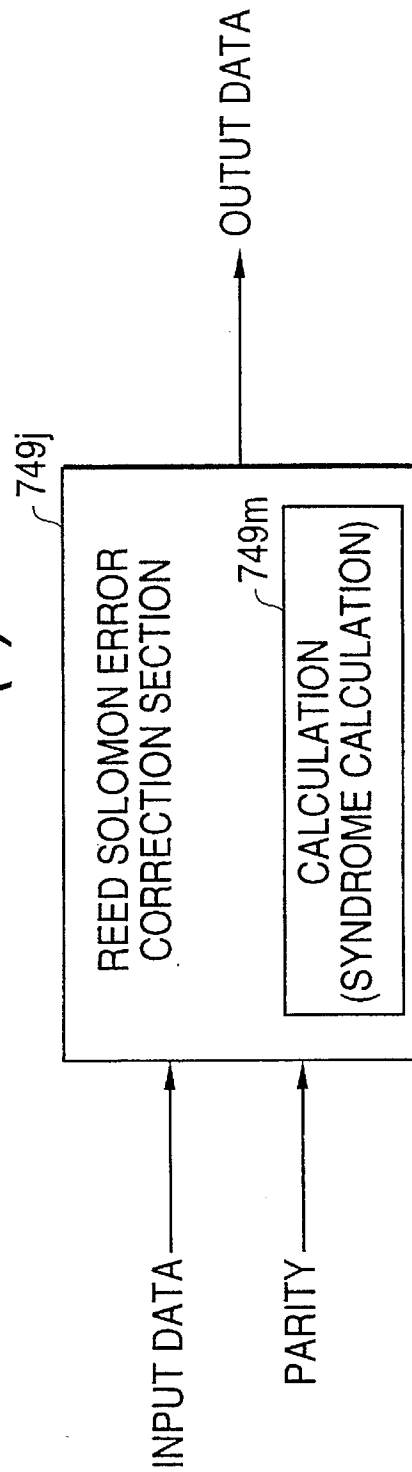 749j
REED SOLOMON ERROR
CORRECTION SECTION
749m
CALCULATION
(SYNDROME CALCULATION)
INPUT DATA
PARITY
OUTUT DATA